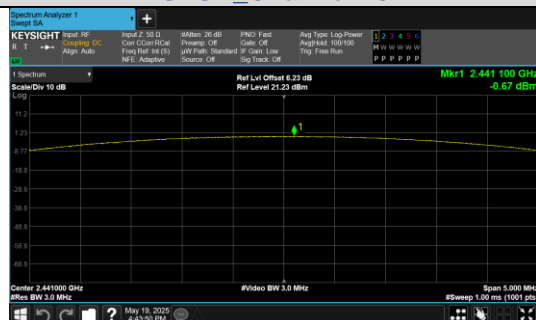 Spectrum Analyzer 1
Swept SA
KEYSIGHT
R T
Input: RF
Coupling: DC
Align: Auto
Input Z: 50 Ω
Corr CCorr RCal
Freq Ref: Int (S)
NFE: Adaptive
#Atten: 26 dB
Preamp: Off
µW Path: Standard
Source: Off
PNO: Fast
Gate: Off
IF Gain: Low
Sig Track: Off
Avg Type: Log-Power
Avg|Hold: 100/100
Trig: Free Run
1 2 3 4 5 6
M W W W W W
P P P P P P
1 Spectrum
Scale/Div 10 dB
Log
Ref Lvl Offset 6.23 dB
Ref Level 21.23 dBm
Mkr1 2.441 100 GHz
-0.67 dBm
1
11.2
1.23
-8.77
-18.8
-28.8
-38.8
-48.8
-58.8
-68.8
Center 2.441000 GHz
#Res BW 3.0 MHz
#Video BW 3.0 MHz
Span 5.000 MHz
#Sweep 1.00 ms (1001 pts
May 19, 2025
4:43:50 PM